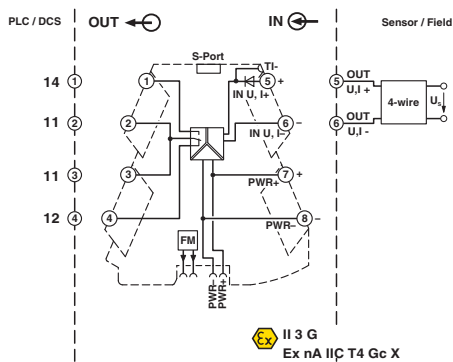 PLC / DCS OUT IN Sensor / Field
S-Port
TI-
14 1 1 5 + 5 OUT
IN U, I+ U,I +
4-wire Us
11 2 2 6 – 6 OUT
IN U, I– U,I -
11 3 3 7 +
PWR+
12 4 4 8 –
PWR–
FM
PWR-
PWR+
Ex II 3 G
Ex nA IIC T4 Gc X